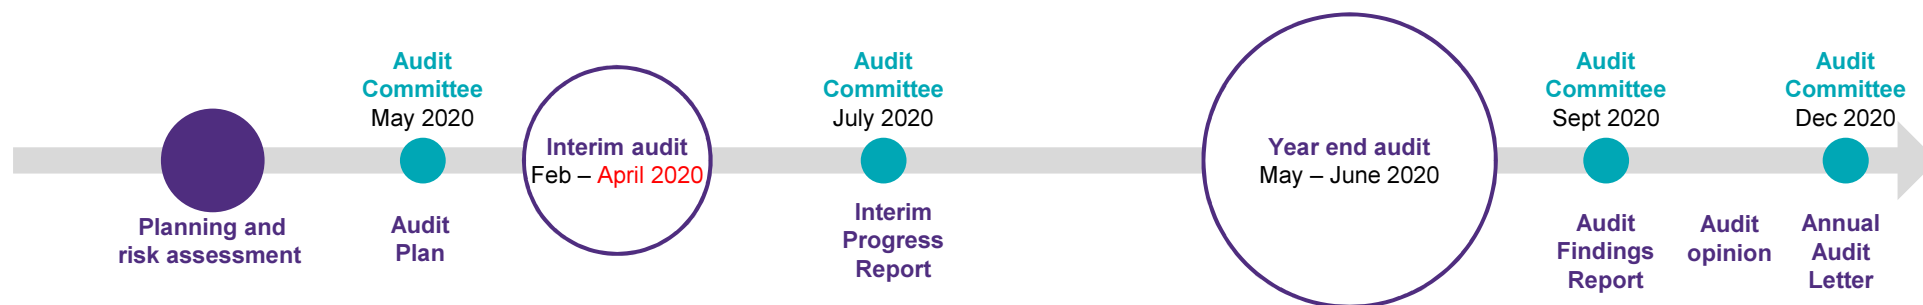 Planning and
risk assessment
Audit
Committee
May 2020
Audit
Plan
Interim audit
Feb – April 2020
Audit
Committee
July 2020
Interim
Progress
Report
Year end audit
May – June 2020
Audit
Committee
Sept 2020
Audit
Findings
Report
Audit
opinion
Audit
Committee
Dec 2020
Annual
Audit
Letter